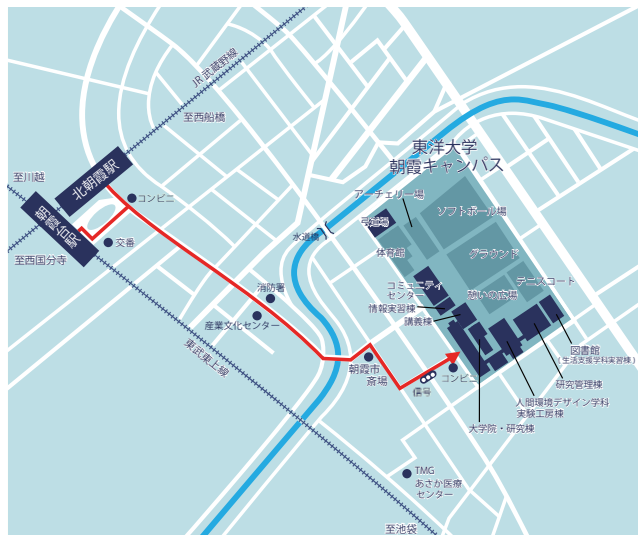 JR武蔵野線
至西船橋
東洋大学
朝霞キャンパス
至川越
北朝霞駅
コンビニ
アーチェリー場
ソフトボール場
弓道場
朝霞台駅
交番
水道橋
体育館
グラウンド
至西国分寺
コミュニティ
センター
テニスコート
憩いの広場
消防署
情報実習棟
講義棟
産業文化センター
東武東上線
朝霞市
斎場
図書館
(生活支援学科実習棟)
コンビニ
信号
研究管理棟
人間環境デザイン学科
実験工房棟
大学院・研究棟
TMG
あさか医療
センター
至池袋